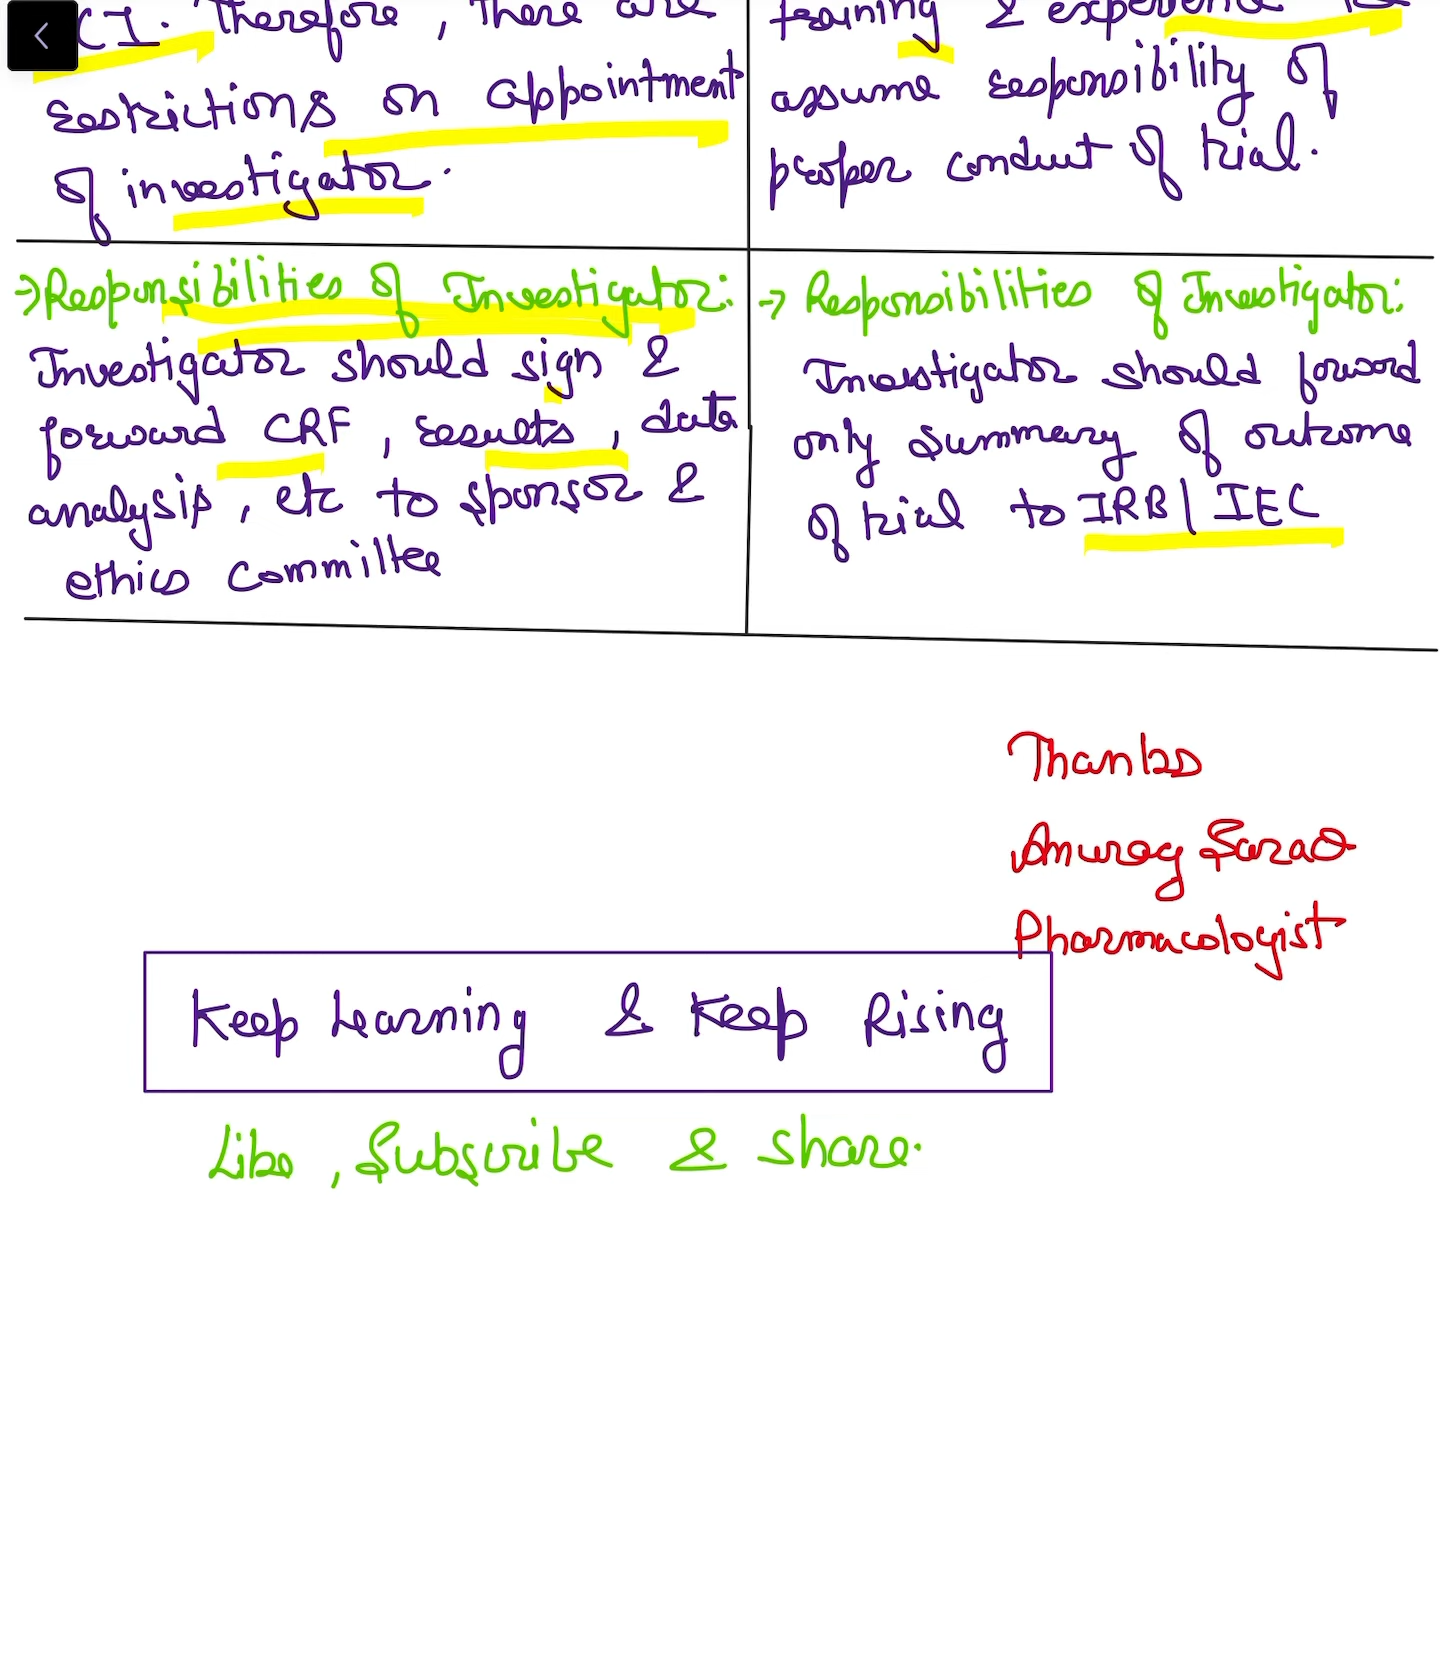 CI. Therefore, There are
restrictions on appointment
of investigator.
training & experience to
assume responsibility of
proper conduct of trial.
→ Responsibilities of Investigator:
Investigator should sign &
forward CRF, results, data
analysis, etc to sponsor &
ethics committee
→ Responsibilities of Investigator:
Investigator should forward
only summary of outcome
of trial to IRB/IEC
Thanks
Anurag Sarao
Pharmacologist
Keep Learning & Keep Rising
Like, Subscribe & share.